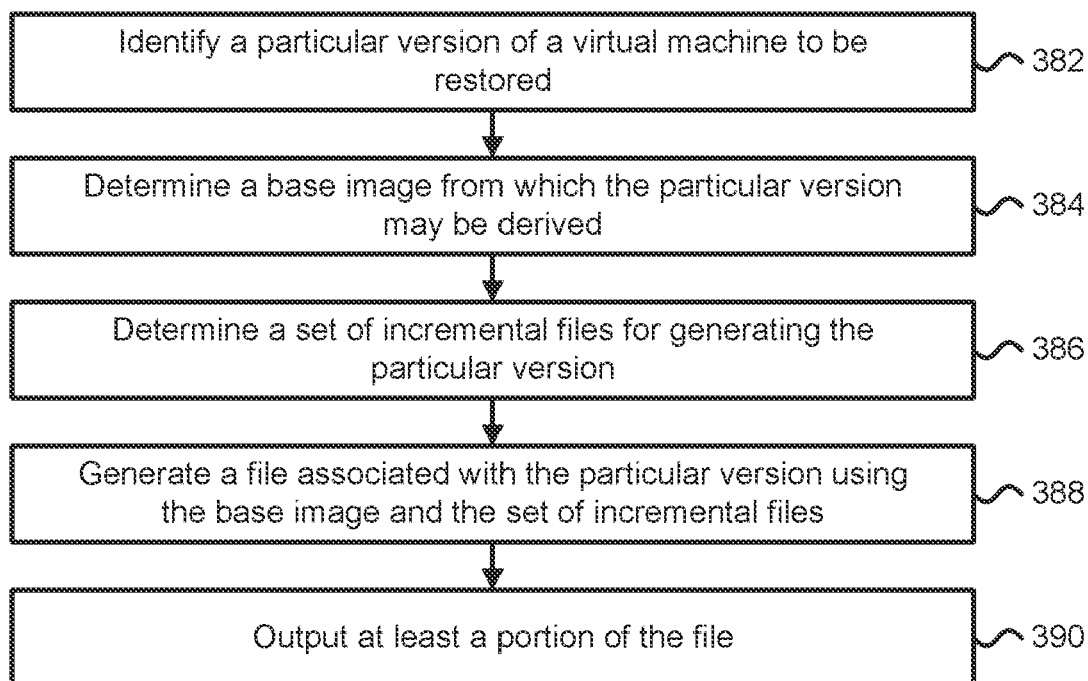 Identify a particular version of a virtual machine to be
restored
382
Determine a base image from which the particular version
may be derived
384
Determine a set of incremental files for generating the
particular version
386
Generate a file associated with the particular version using
the base image and the set of incremental files
388
Output at least a portion of the file
390